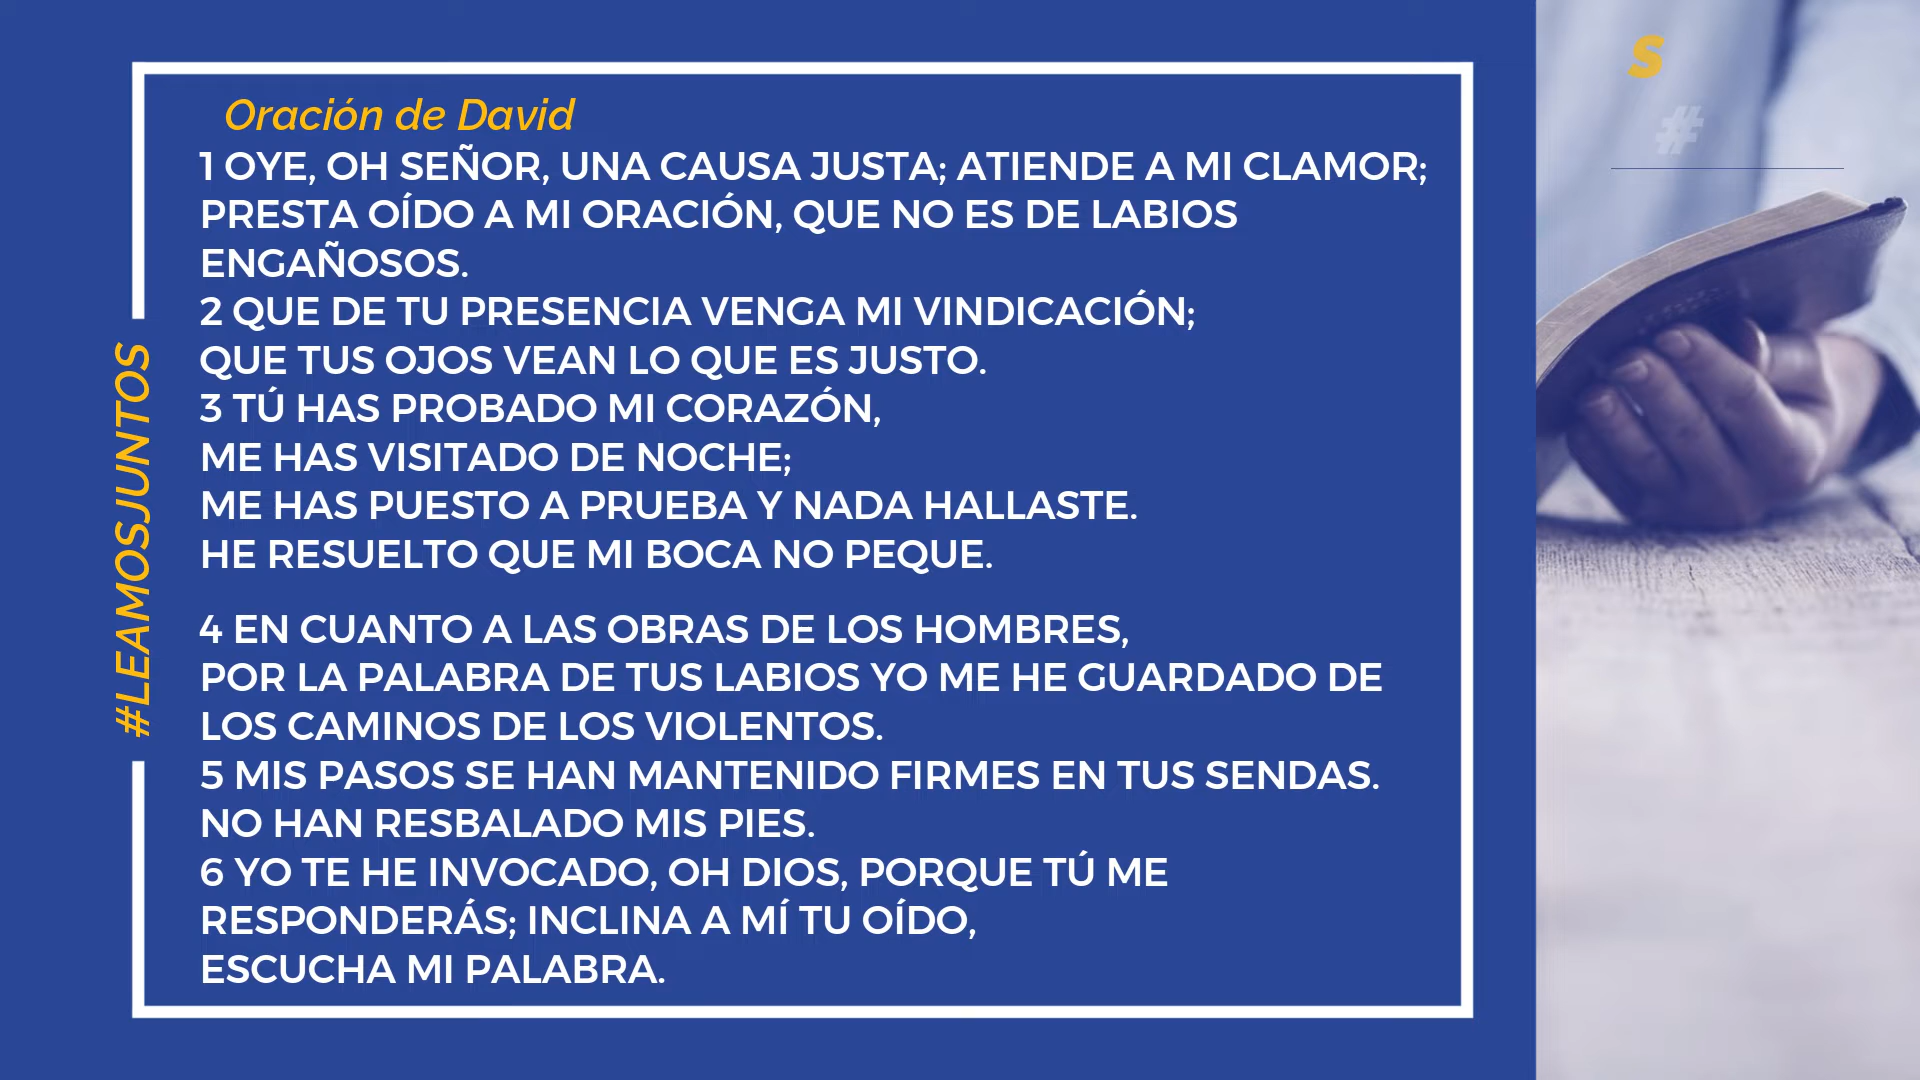 Oración de David
1 OYE, OH SEÑOR, UNA CAUSA JUSTA; ATIENDE A MI CLAMOR;
PRESTA OÍDO A MI ORACIÓN, QUE NO ES DE LABIOS
ENGAÑOSOS.
2 QUE DE TU PRESENCIA VENGA MI VINDICACIÓN;
QUE TUS OJOS VEAN LO QUE ES JUSTO.
3 TÚ HAS PROBADO MI CORAZÓN,
ME HAS VISITADO DE NOCHE;
ME HAS PUESTO A PRUEBA Y NADA HALLASTE.
HE RESUELTO QUE MI BOCA NO PEQUE.
4 EN CUANTO A LAS OBRAS DE LOS HOMBRES,
POR LA PALABRA DE TUS LABIOS YO ME HE GUARDADO DE
LOS CAMINOS DE LOS VIOLENTOS.
5 MIS PASOS SE HAN MANTENIDO FIRMES EN TUS SENDAS.
NO HAN RESBALADO MIS PIES.
6 YO TE HE INVOCADO, OH DIOS, PORQUE TÚ ME
RESPONDERÁS; INCLINA A MÍ TU OÍDO,
ESCUCHA MI PALABRA.
#LEAMOSJUNTOS
S
#